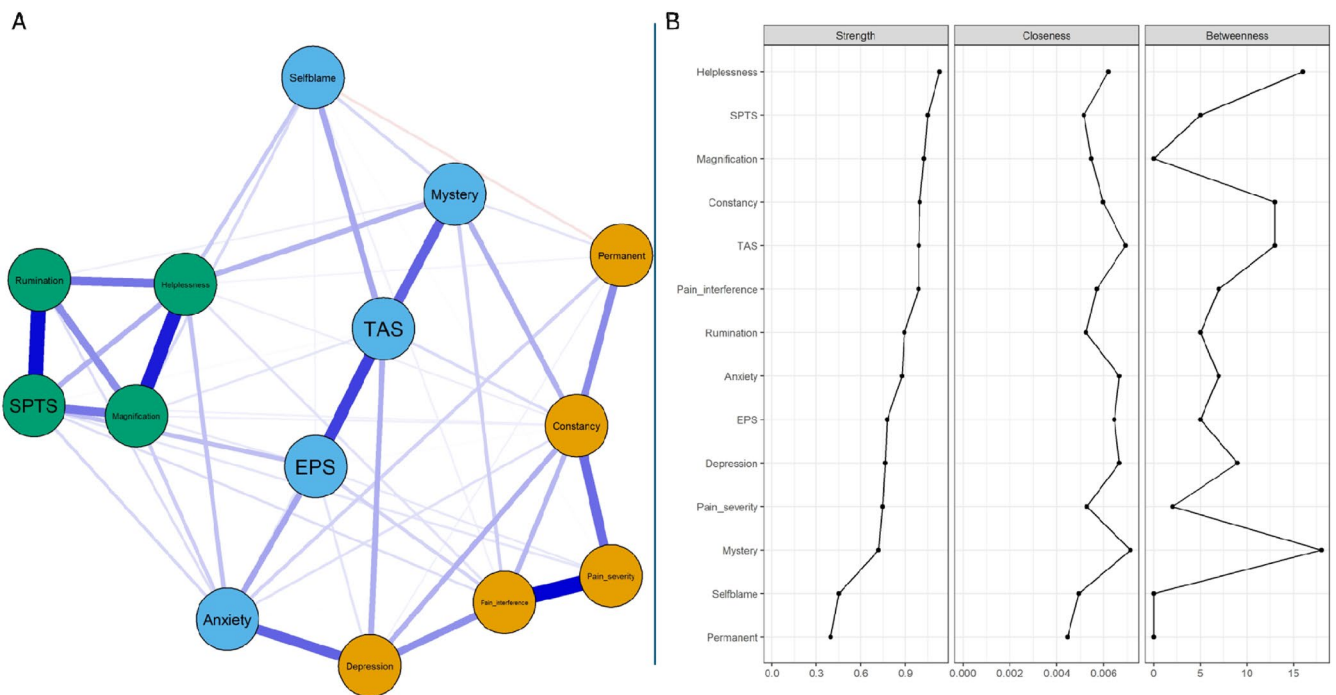 A
Selfblame
Mystery
Permanent
Rumination
Helplessness
TAS
SPTS
Magnification
Constancy
EPS
Pain_severity
Pain_interference
Anxiety
Depression
B
Strength Closeness Betweenness
Helplessness
SPTS
Magnification
Constancy
TAS
Pain_interference
Rumination
Anxiety
EPS
Depression
Pain_severity
Mystery
Selfblame
Permanent
0.0 0.3 0.6 0.9 0.000 0.002 0.004 0.006 0 5 10 15